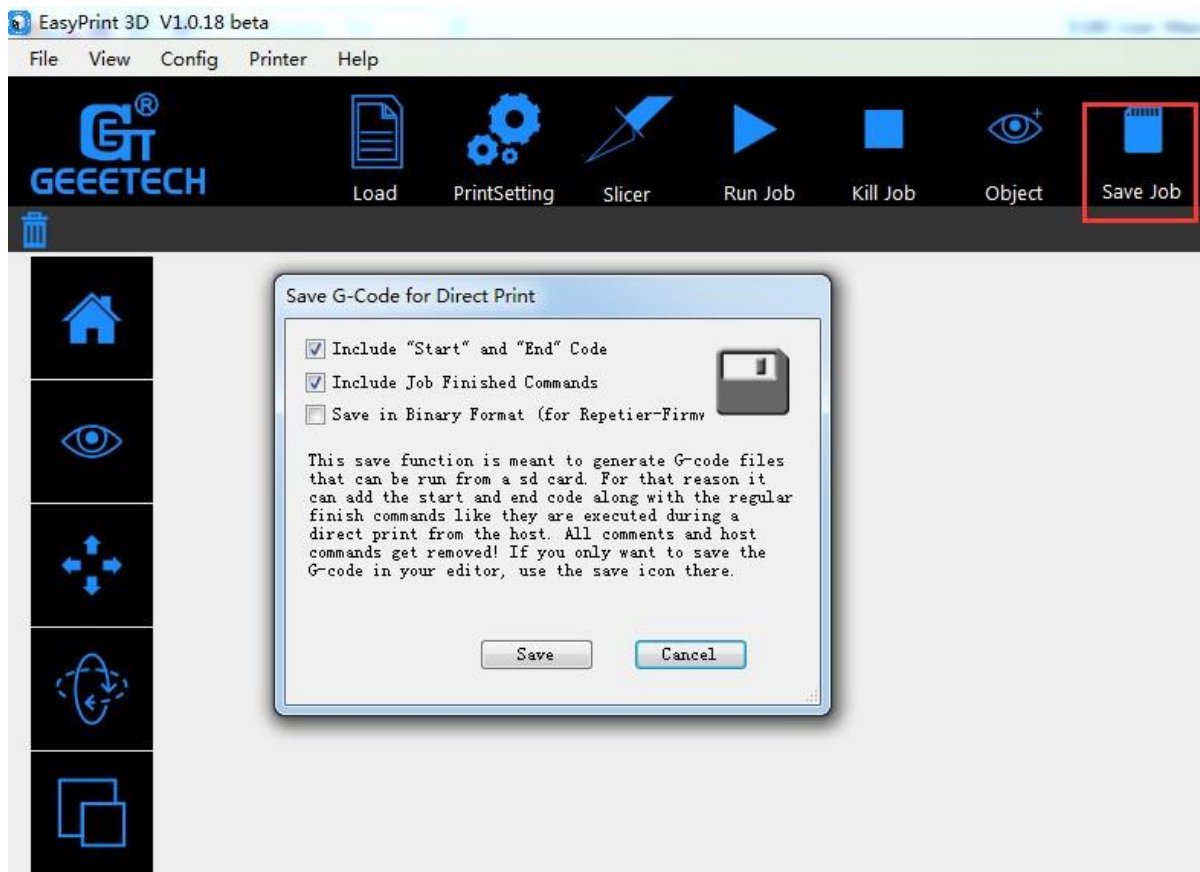 EasyPrint 3D V1.0.18 beta
File View Config Printer Help
G ®
GEEETECH
Load PrintSetting Slicer Run Job Kill Job Object Save Job
Save G-Code for Direct Print
Include "Start" and "End" Code
Include Job Finished Commands
Save in Binary Format (for Repetier-Firmw
This save function is meant to generate G-code files
that can be run from a sd card. For that reason it
can add the start and end code along with the regular
finish commands like they are executed during a
direct print from the host. All comments and host
commands get removed! If you only want to save the
G-code in your editor, use the save icon there.
Save Cancel